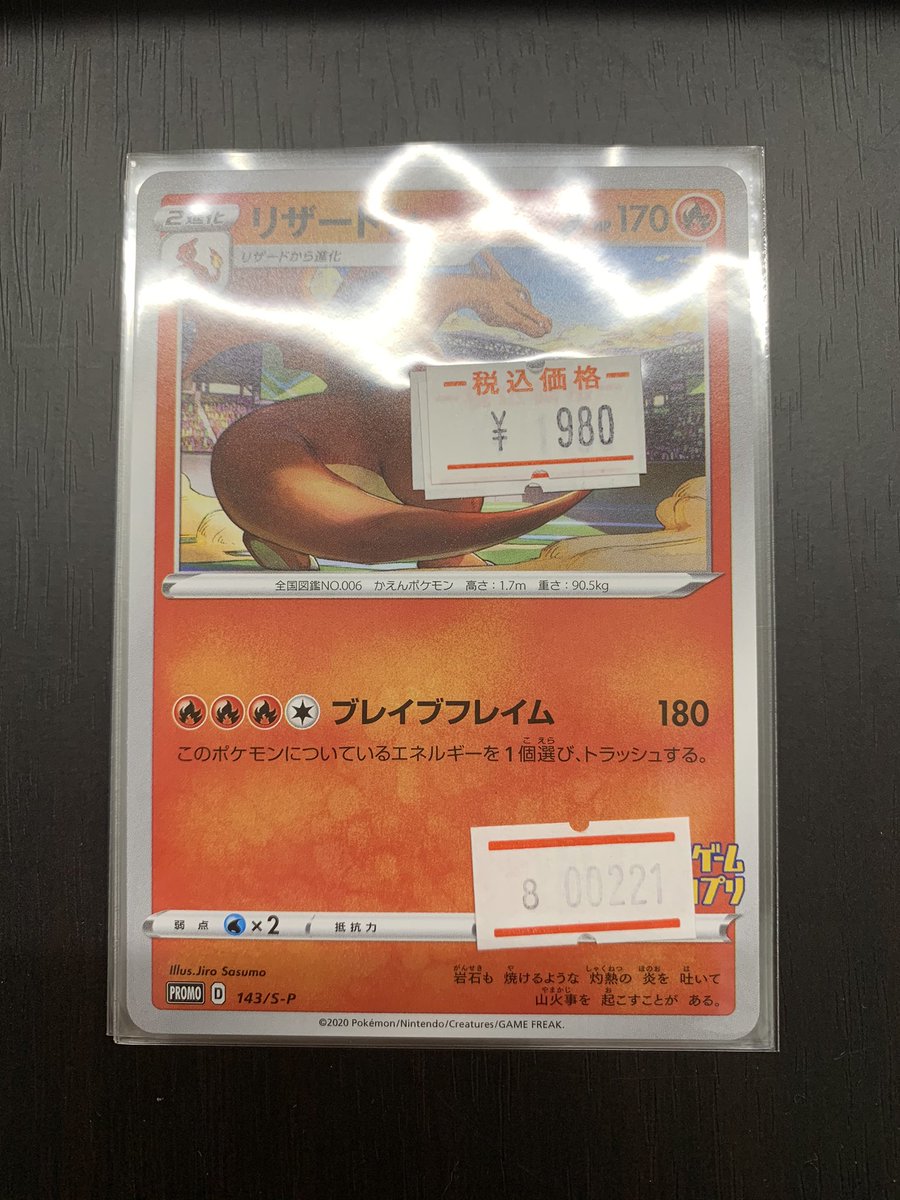 2進化
リザード
HP 170
リザードから進化
税込価格
¥ 980
全国図鑑NO.006 かえんポケモン 高さ：1.7m 重さ：90.5kg
ブレイブフレイム 180
このポケモンについているエネルギーを1個選び、トラッシュする。
8 00221
ゲーム
プリ
弱点 ×2 抵抗力
Illus.Jiro Sasumo
岩石も 焼けるような 灼熱の 炎を 吐いて
山火事を 起こすことが ある。
PROMO D 143/S-P
©2020 Pokémon/Nintendo/Creatures/GAME FREAK.